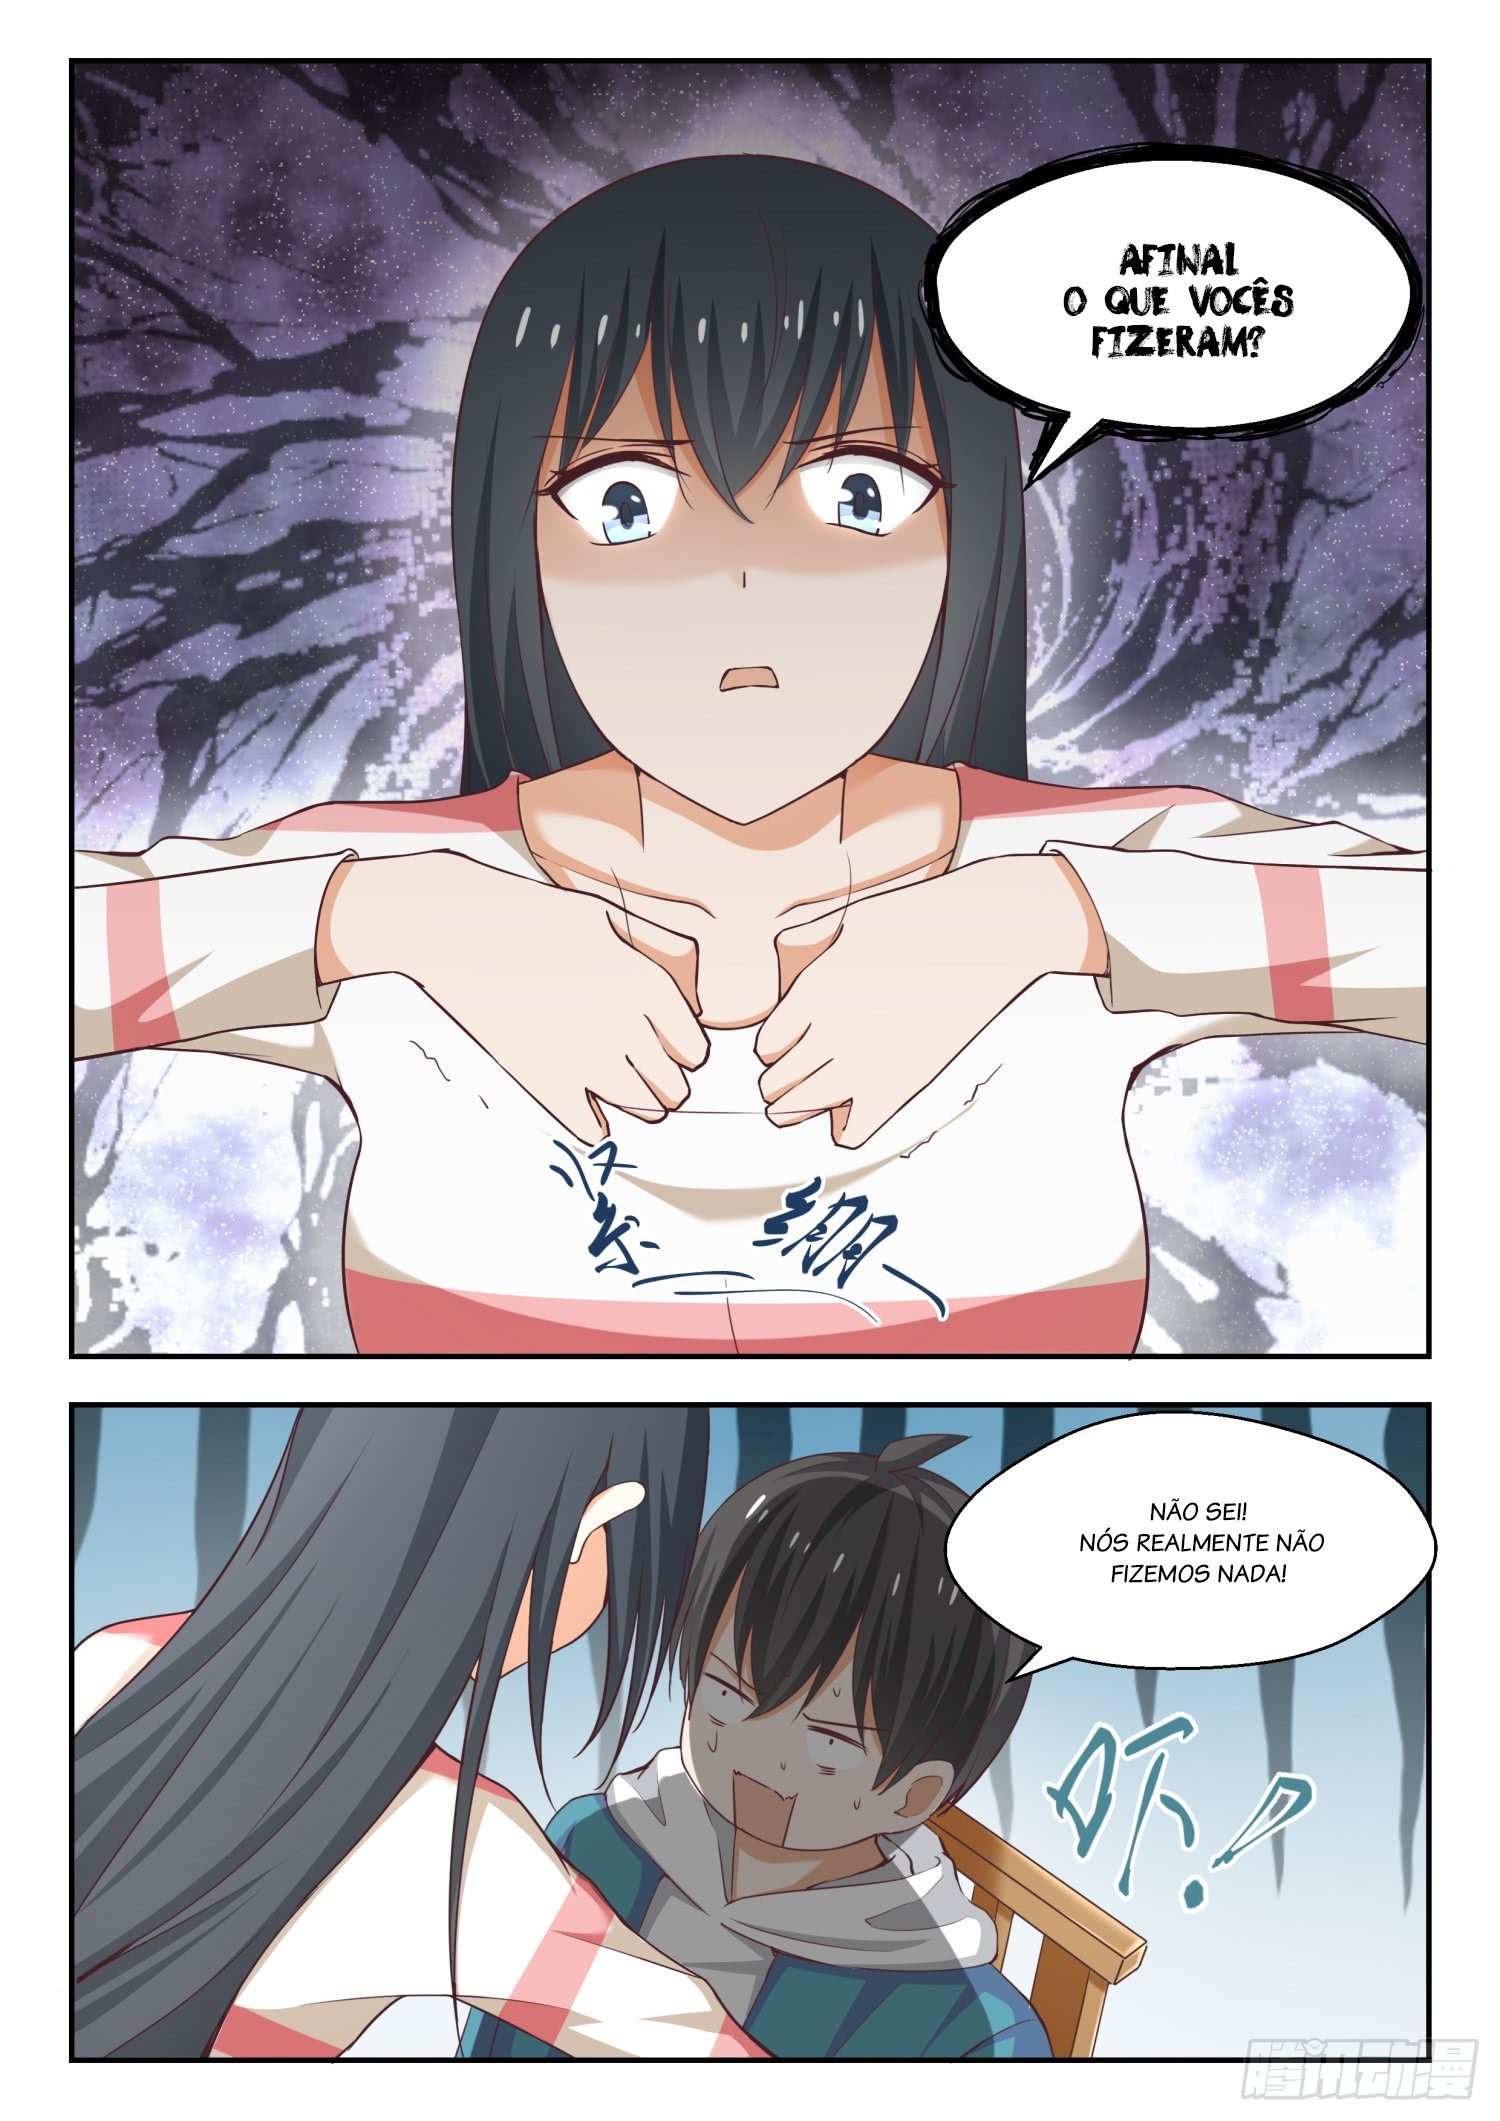 AFINAL
O QUE VOCÊS
FIZERAM?
紧 绷
NÃO SEI!
NÓS REALMENTE NÃO
FIZEMOS NADA!
吓!
腾讯动漫